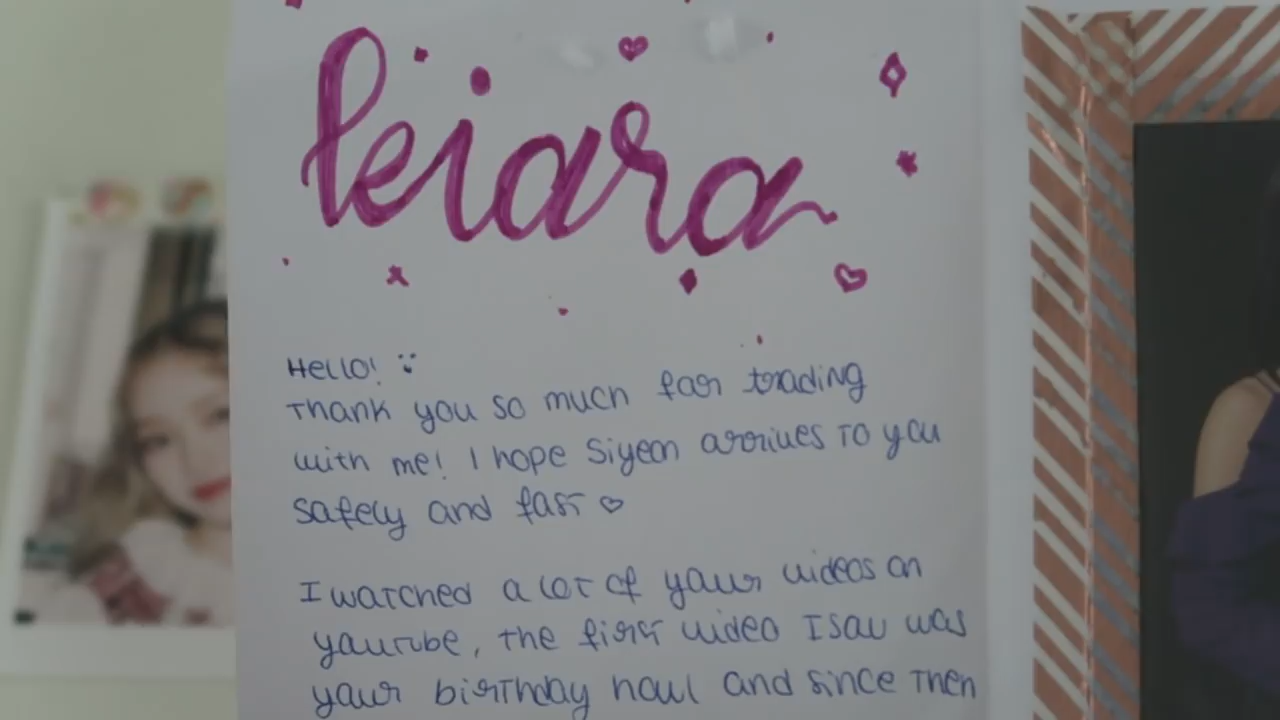 kiara
Hello! :)
Thank you so much for trading
with me! I hope Siyeon arrives to you
safely and fast ♡
I watched a lot of your videos on
youtube, the first video I saw was
your birthday haul and since then